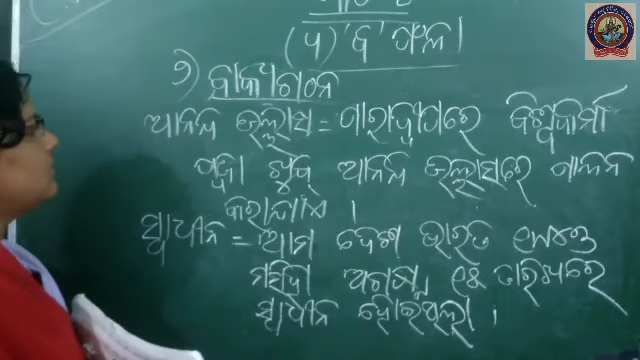 (୪) 'ବ' ଫଳା
୨) ବାକ୍ୟଗଠନ
ଆନନ୍ଦ ଉଲ୍ଲାସ = ପାରାଦ୍ୱୀପରେ ବିଶ୍ୱକର୍ମା
ପୂଜା ଖୁବ୍ ଆନନ୍ଦ ଉଲ୍ଲାସରେ ପାଳନ
କରାଯାଏ ।
ସ୍ୱାଧୀନ = ଆମ ଦେଶ ଭାରତ ୧୯୪୭
ମସିହା ଅଗଷ୍ଟ ୧୫ ତାରିଖରେ
ସ୍ୱାଧୀନ ହୋଇଥିଲା ।